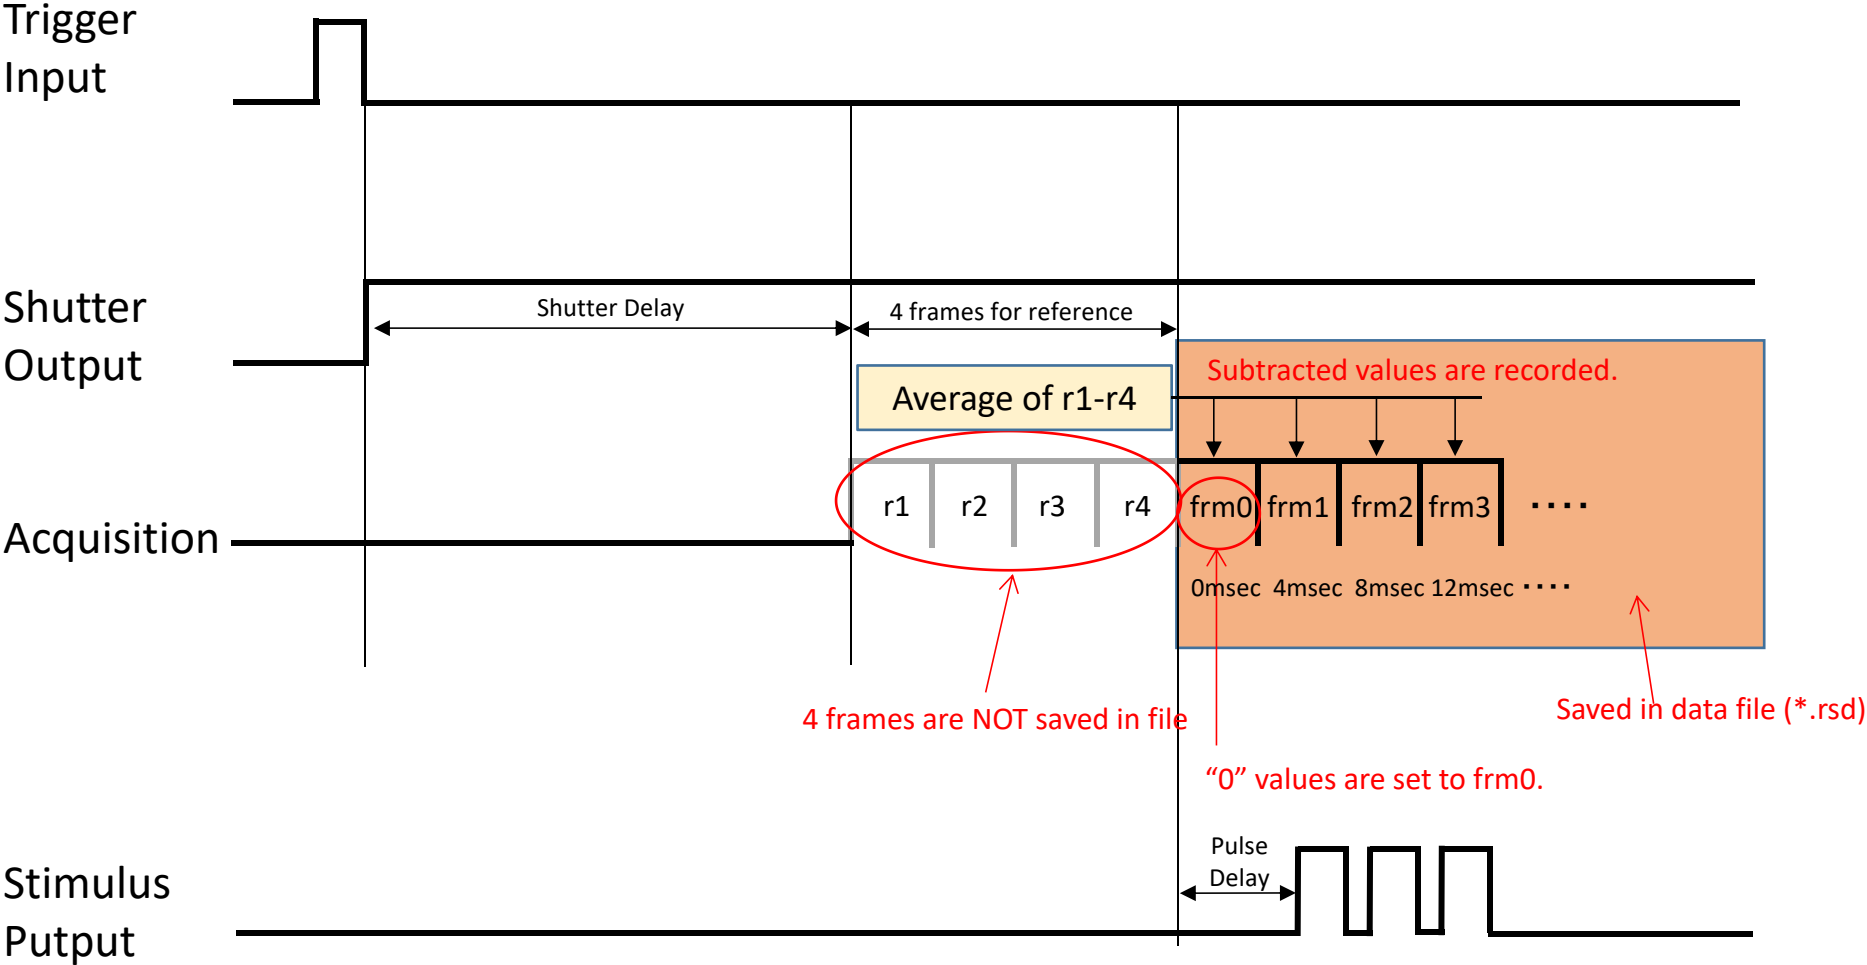 Trigger
Input
Shutter
Output
Shutter Delay
4 frames for reference
Average of r1-r4
Subtracted values are recorded.
Acquisition
r1 r2 r3 r4 frm0 frm1 frm2 frm3 ····
0msec 4msec 8msec 12msec ····
4 frames are NOT saved in file
Saved in data file (*.rsd)
“0” values are set to frm0.
Pulse
Delay
Stimulus
Putput